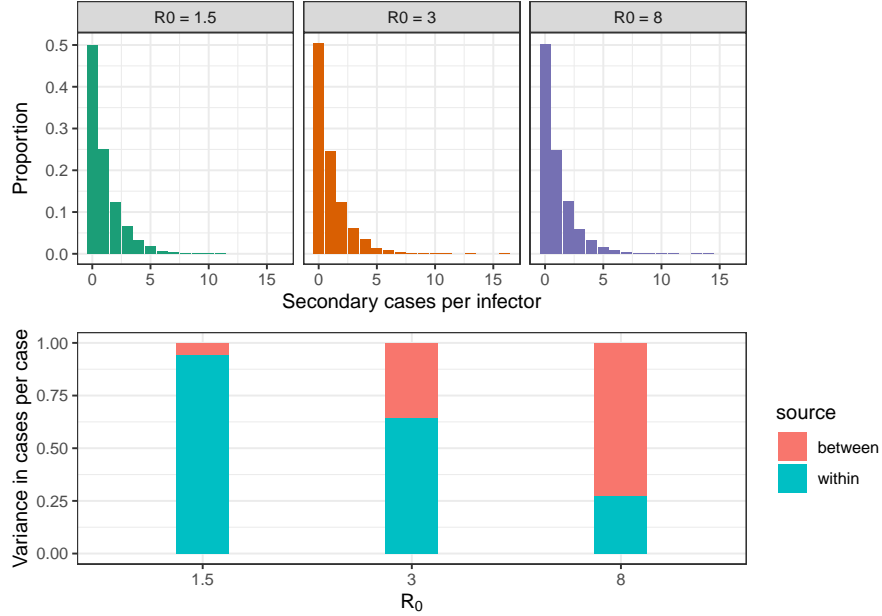 R0 = 1.5 R0 = 3 R0 = 8
Proportion
0.5
0.4
0.3
0.2
0.1
0.0
0 5 10 15 0 5 10 15 0 5 10 15
Secondary cases per infector
Variance in cases per case
1.00
0.75
0.50
0.25
0.00
1.5 3 8
R₀
source
between
within